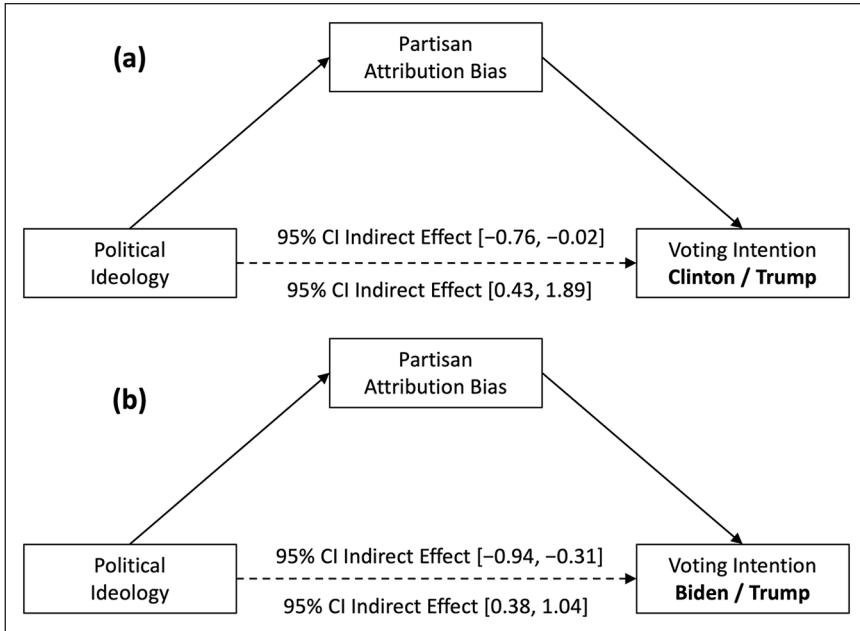 (a)
Partisan
Attribution Bias
Political
Ideology
95% CI Indirect Effect [−0.76, −0.02]
95% CI Indirect Effect [0.43, 1.89]
Voting Intention
Clinton / Trump
(b)
Partisan
Attribution Bias
Political
Ideology
95% CI Indirect Effect [−0.94, −0.31]
95% CI Indirect Effect [0.38, 1.04]
Voting Intention
Biden / Trump